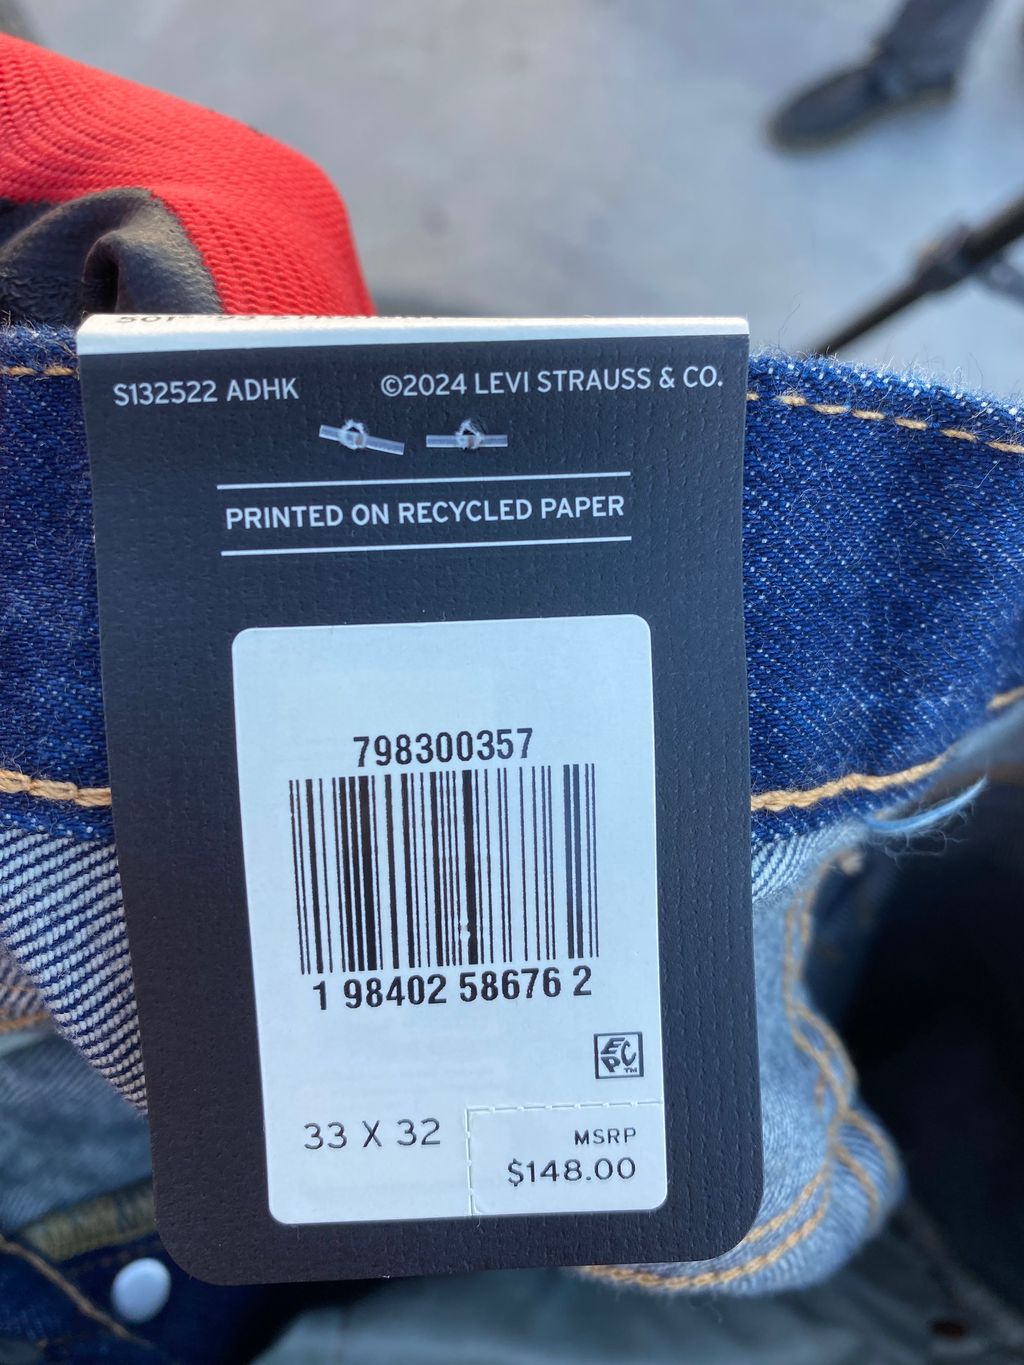 S132522 ADHK ©2024 LEVI STRAUSS & CO.
PRINTED ON RECYCLED PAPER
798300357
1 98402 58676 2
EPC™
33 X 32
MSRP
$148.00